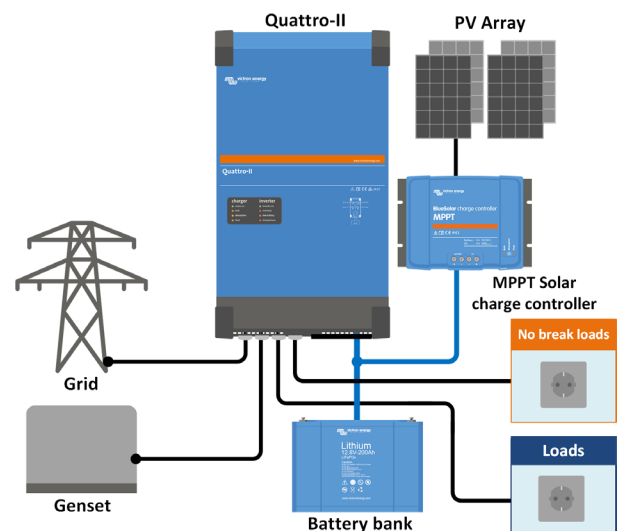 Quattro-II
PV Array
victron energy
Quattro-II
charger
inverter
victron energy
BlueSolar charge controller
MPPT
MPPT Solar
charge controller
No break loads
Grid
Genset
Lithium
12,8V-200Ah
Loads
Battery bank